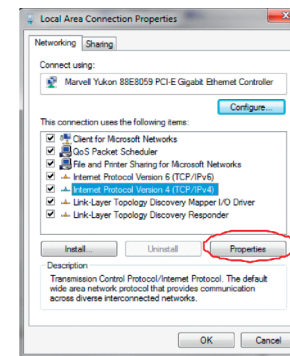 Local Area Connection Properties
Networking Sharing
Connect using:
Marvell Yukon 88E8059 PCI-E Gigabit Ethernet Controller
Configure...
This connection uses the following items:
Client for Microsoft Networks
QoS Packet Scheduler
File and Printer Sharing for Microsoft Networks
Internet Protocol Version 6 (TCP/IPv6)
Internet Protocol Version 4 (TCP/IPv4)
Link-Layer Topology Discovery Mapper I/O Driver
Link-Layer Topology Discovery Responder
Install... Uninstall Properties
Description
Transmission Control Protocol/Internet Protocol. The default
wide area network protocol that provides communication
across diverse interconnected networks.
OK Cancel